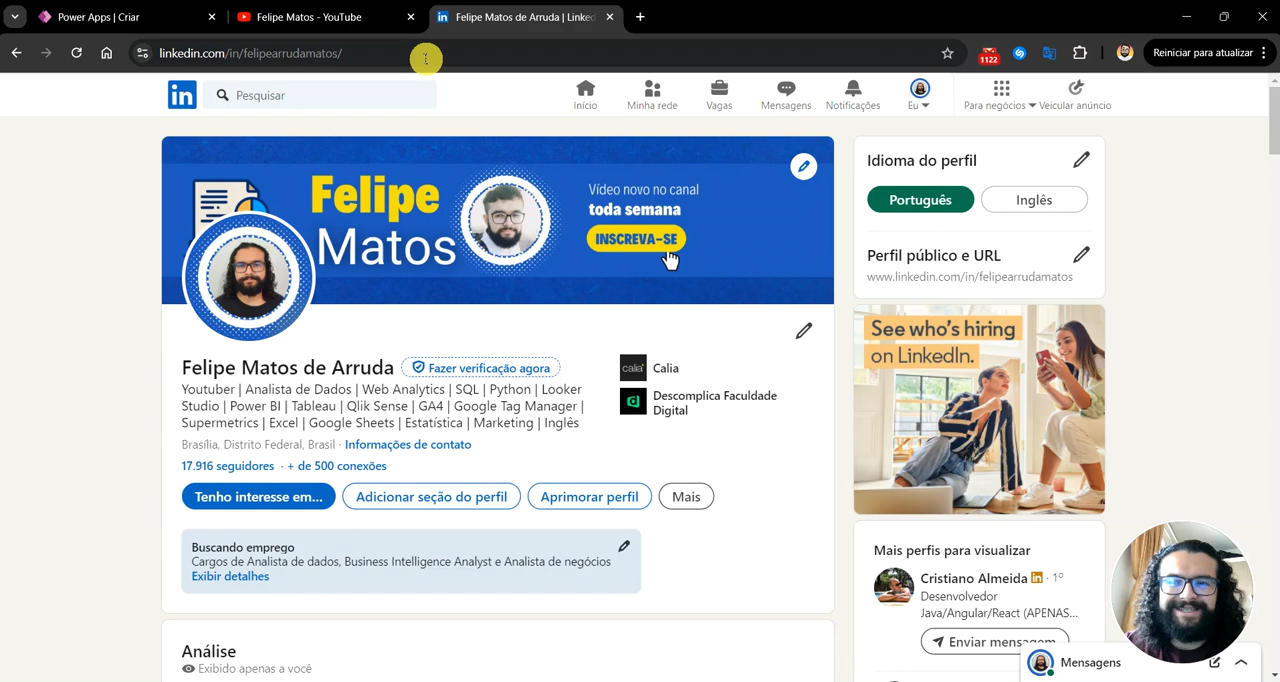 Power Apps | Criar
Felipe Matos - YouTube
Felipe Matos de Arruda | Linked
linkedin.com/in/felipearrudamatos/
1122
Reiniciar para atualizar
in
Pesquisar
Início
Minha rede
Vagas
Mensagens
Notificações
Eu
Para negócios
Veicular anúncio
Felipe
Matos
Vídeo novo no canal
toda semana
INSCREVA-SE
Felipe Matos de Arruda
Fazer verificação agora
Youtuber | Analista de Dados | Web Analytics | SQL | Python | Looker
Studio | Power BI | Tableau | Qlik Sense | GA4 | Google Tag Manager |
Supermetrics | Excel | Google Sheets | Estatística | Marketing | Inglês
Brasília, Distrito Federal, Brasil · Informações de contato
17.916 seguidores · + de 500 conexões
Tenho interesse em...
Adicionar seção do perfil
Aprimorar perfil
Mais
calia
Calia
Descomplica Faculdade
Digital
Buscando emprego
Cargos de Analista de dados, Business Intelligence Analyst e Analista de negócios
Exibir detalhes
Análise
Exibido apenas a você
Idioma do perfil
Português
Inglês
Perfil público e URL
www.linkedin.com/in/felipearrudamatos
See who's hiring
on LinkedIn.
Mais perfis para visualizar
Cristiano Almeida in · 1º
Desenvolvedor
Java/Angular/React (APENAS...
Enviar mensagem
Mensagens